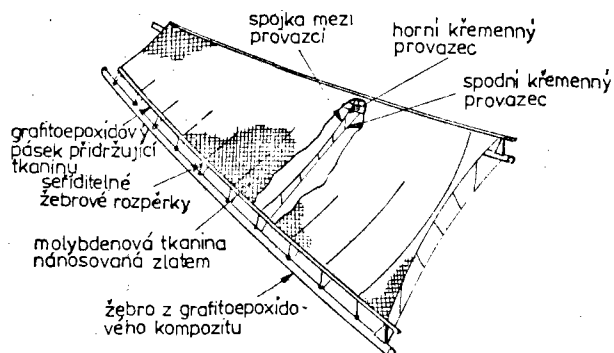 spojka mezi
provazci
horní křemenný
provazec
spodní křemenný
provazec
grafitoepoxidový
pásek přidržující
tkaniny
seřiditelné
žebrové rozpěrky
molybdenová tkanina
nánosovaná zlatem
žebro z grafitoepoxido-
vého kompozitu